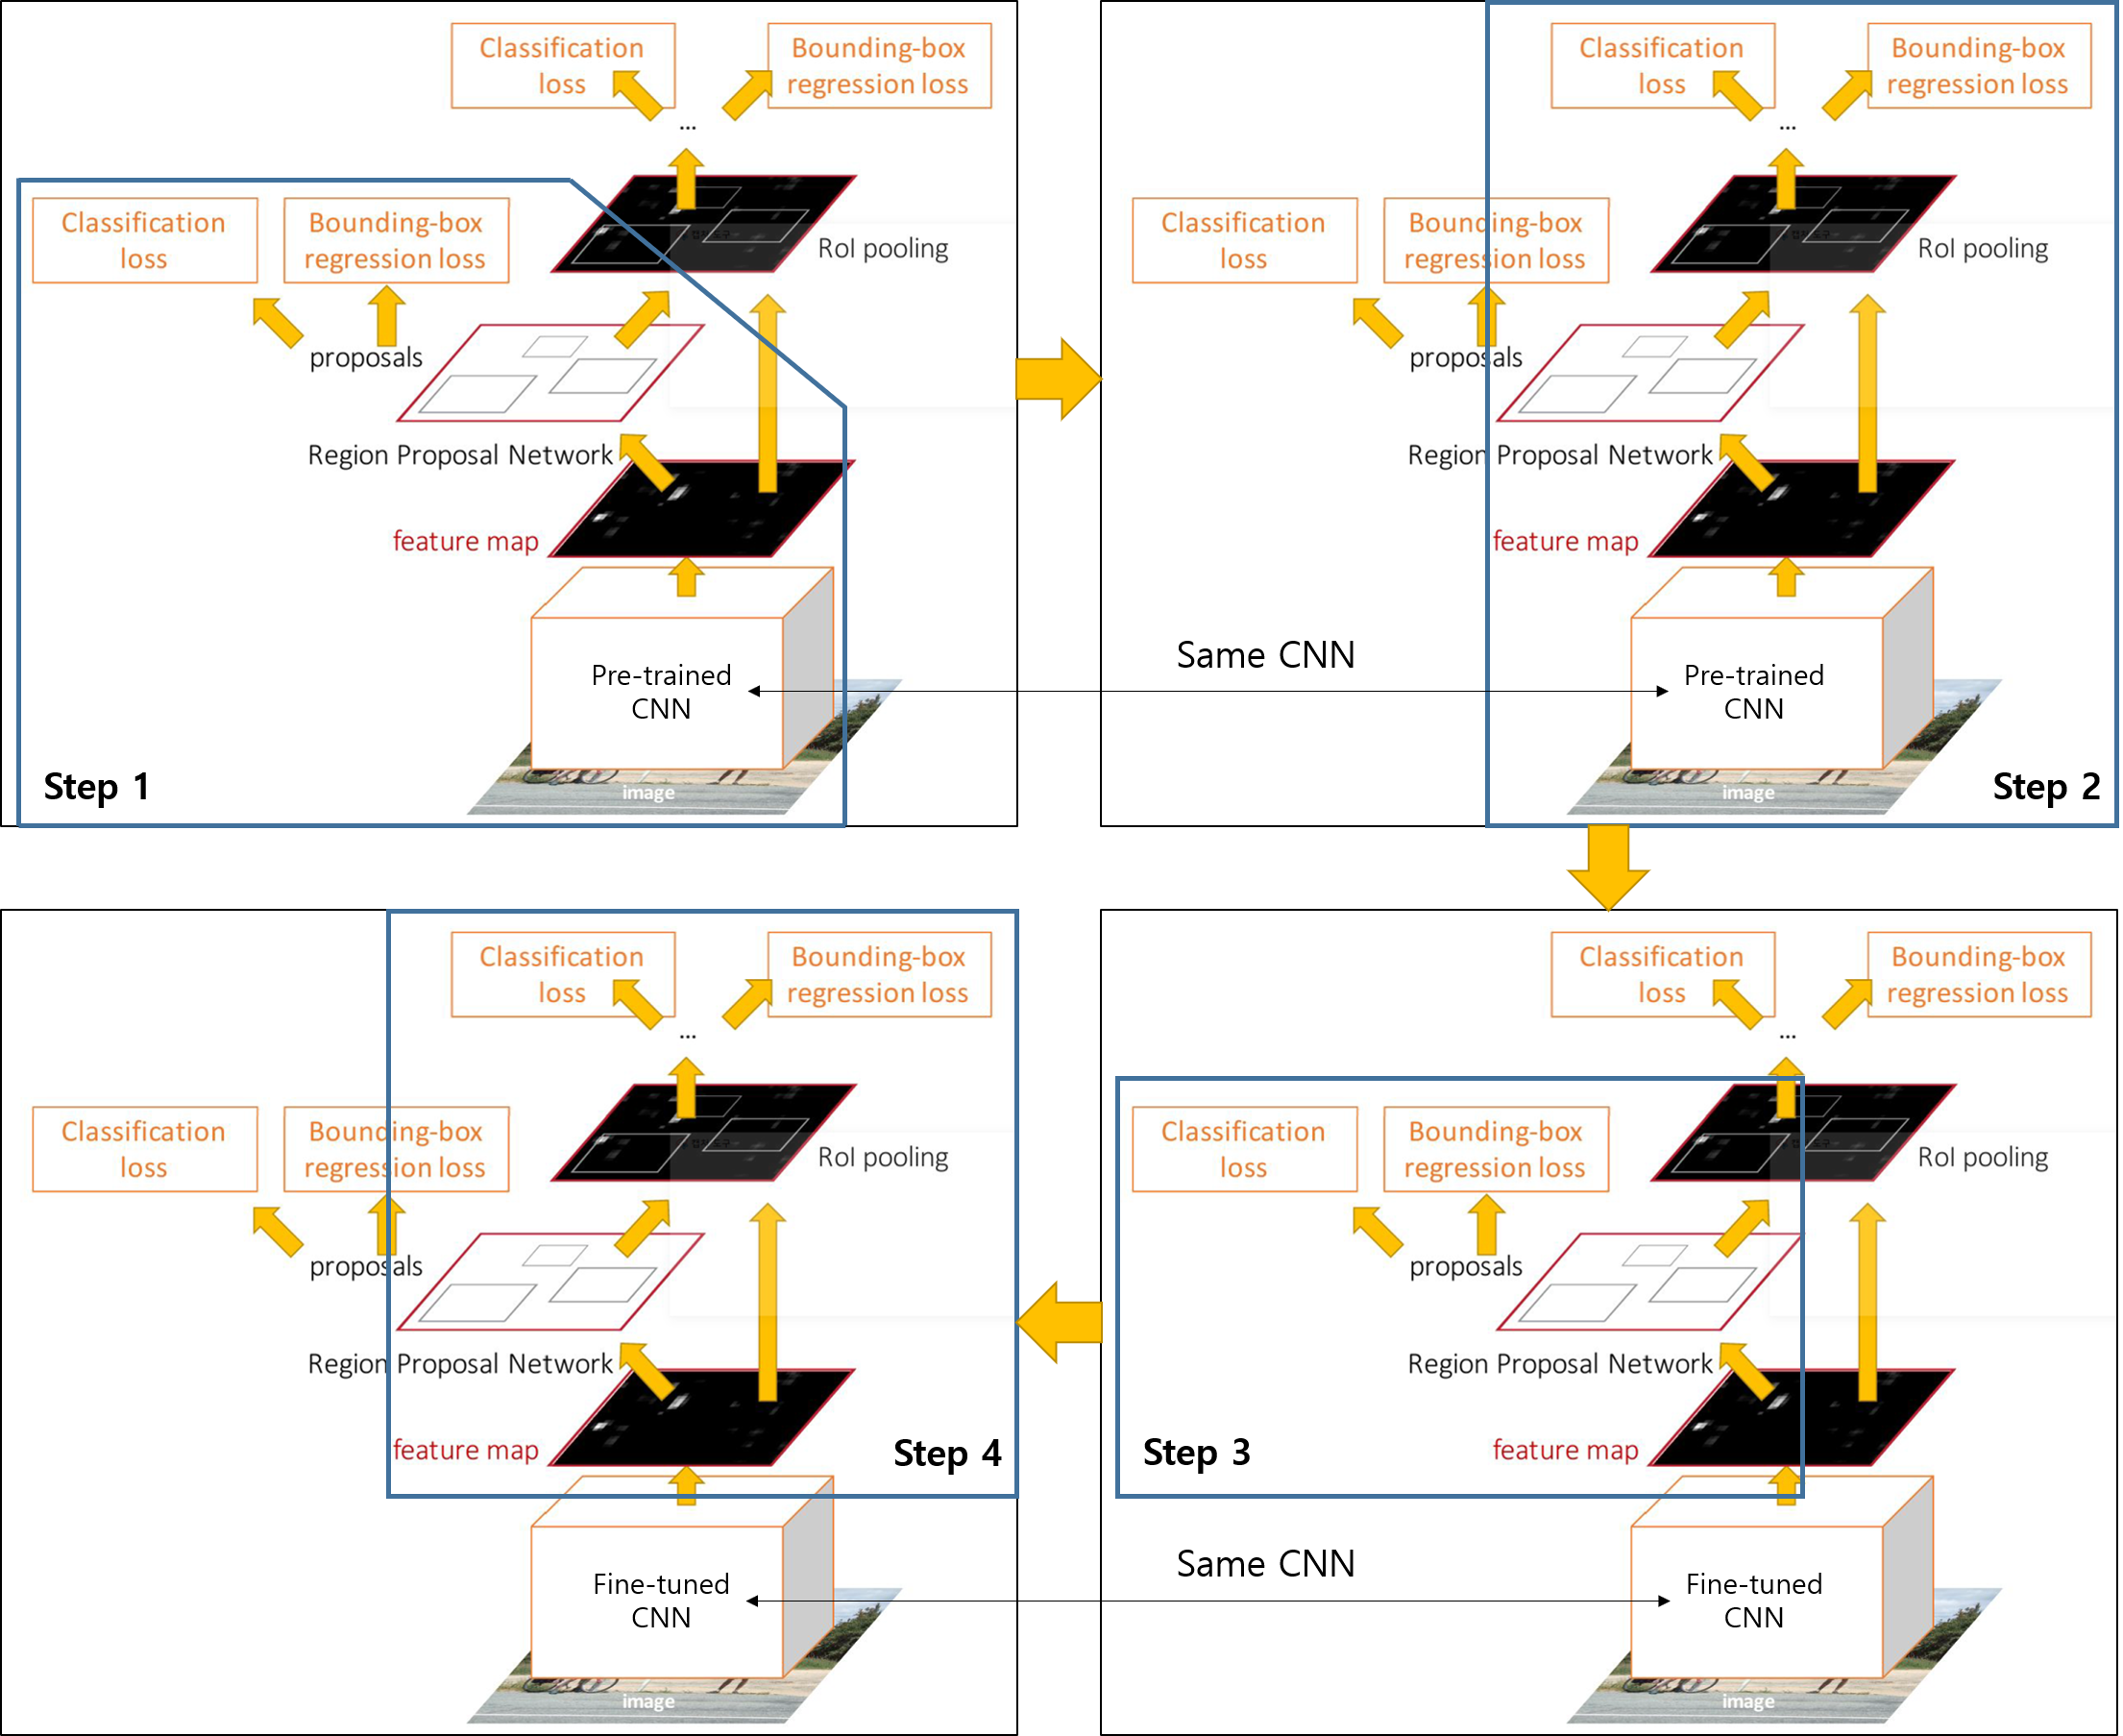 Classification
loss
Bounding-box
regression loss
...
Classification
loss
Bounding-box
regression loss
RoI pooling
proposals
Region Proposal Network
feature map
Pre-trained
CNN
Step 1
image
Classification
loss
Bounding-box
regression loss
...
Classification
loss
Bounding-box
regression loss
RoI pooling
proposals
Region Proposal Network
feature map
Same CNN
Pre-trained
CNN
image
Step 2
Classification
loss
Bounding-box
regression loss
...
Classification
loss
Bounding-box
regression loss
RoI pooling
proposals
Region Proposal Network
feature map
Step 4
Fine-tuned
CNN
image
Classification
loss
Bounding-box
regression loss
...
Classification
loss
Bounding-box
regression loss
RoI pooling
proposals
Region Proposal Network
Step 3
feature map
Same CNN
Fine-tuned
CNN
image